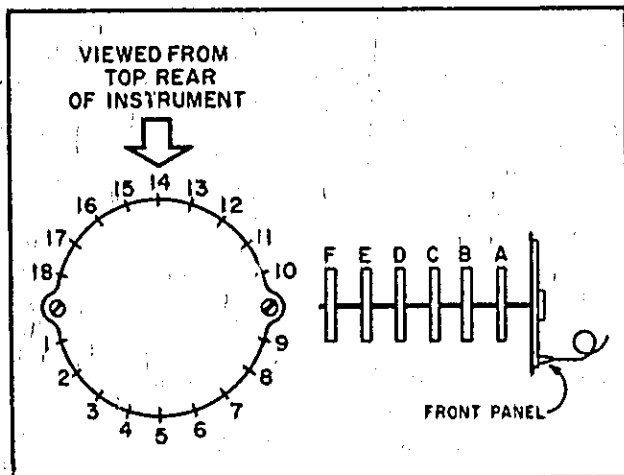 VIEWED FROM
TOP REAR
OF INSTRUMENT
14
15 13
16 12
17 11
18 10
1 9
2 8
3 7
4 6
5
F E D C B A
FRONT PANEL